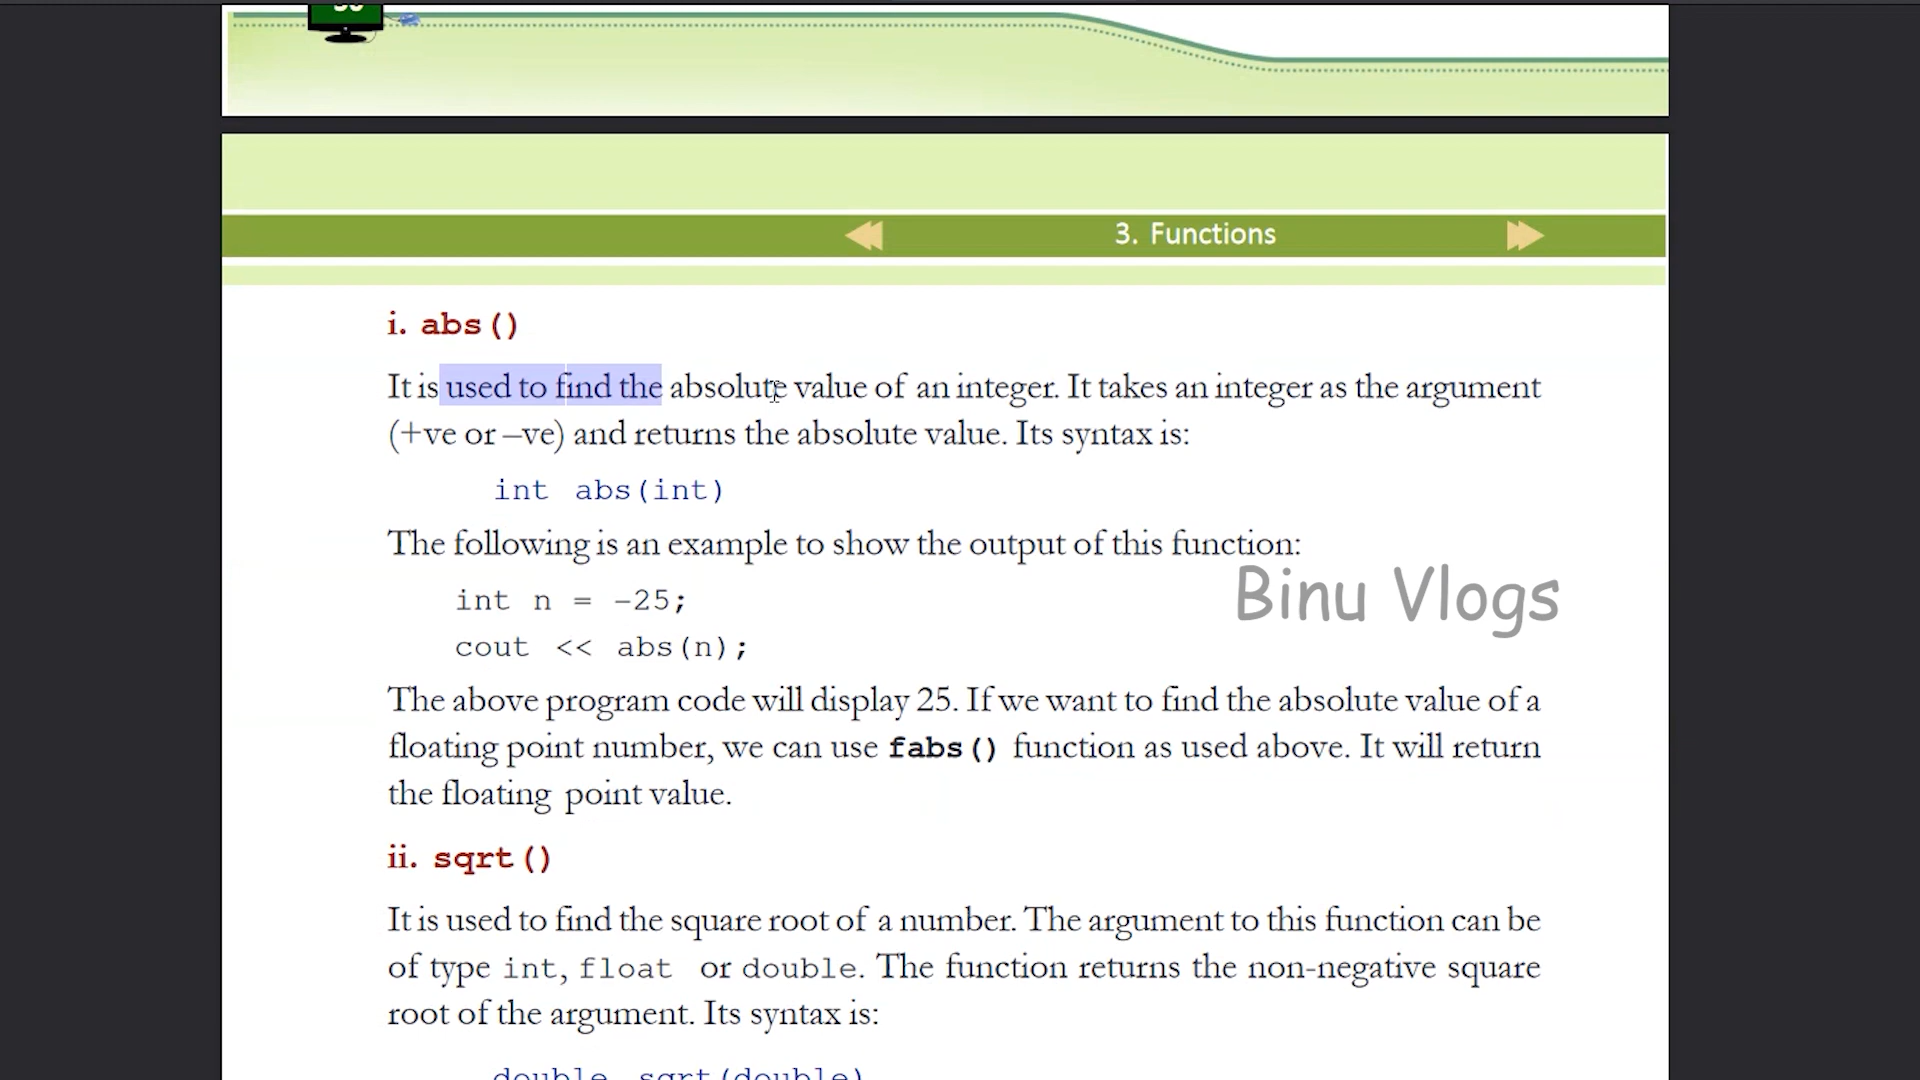 3. Functions
i. abs()
It is used to find the absolute value of an integer. It takes an integer as the argument
(+ve or –ve) and returns the absolute value. Its syntax is:
int abs(int)
The following is an example to show the output of this function:
Binu Vlogs
int n = -25;
cout << abs(n);
The above program code will display 25. If we want to find the absolute value of a
floating point number, we can use fabs() function as used above. It will return
the floating point value.
ii. sqrt()
It is used to find the square root of a number. The argument to this function can be
of type int, float or double. The function returns the non-negative square
root of the argument. Its syntax is:
double sqrt(double)